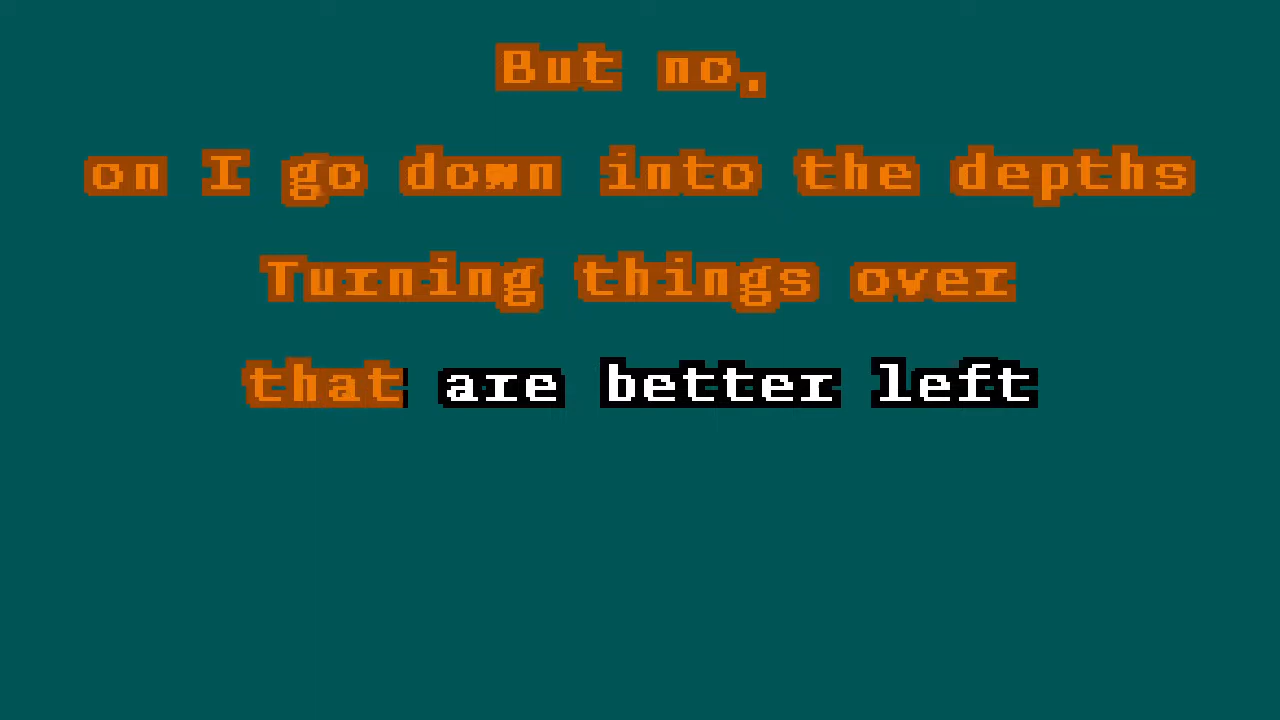 But no,
on I go down into the depths
Turning things over
that are better left